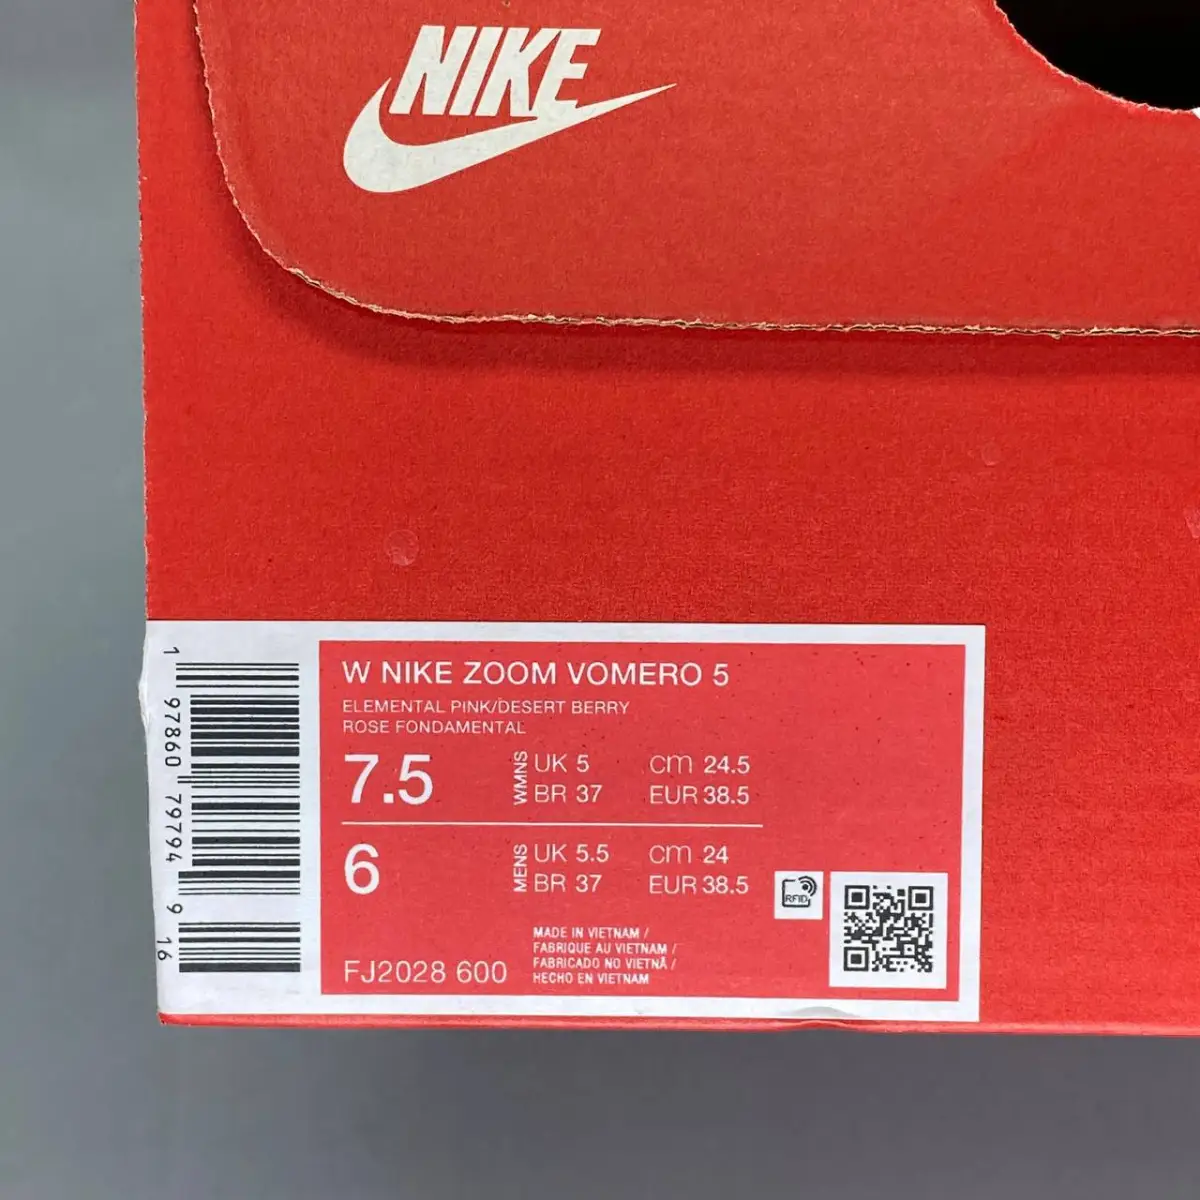 NIKE
W NIKE ZOOM VOMERO 5
ELEMENTAL PINK/DESERT BERRY
ROSE FONDAMENTAL
7.5 WMNS UK 5 cm 24.5
BR 37 EUR 38.5
6 MENS UK 5.5 cm 24
BR 37 EUR 38.5
FJ2028 600
MADE IN VIETNAM /
FABRIQUE AU VIETNAM /
FABRICADO NO VIETNÃ /
HECHO EN VIETNAM
RFID
1 97860 79794 9 16